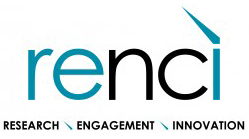 renci
RESEARCH \ ENGAGEMENT \ INNOVATION